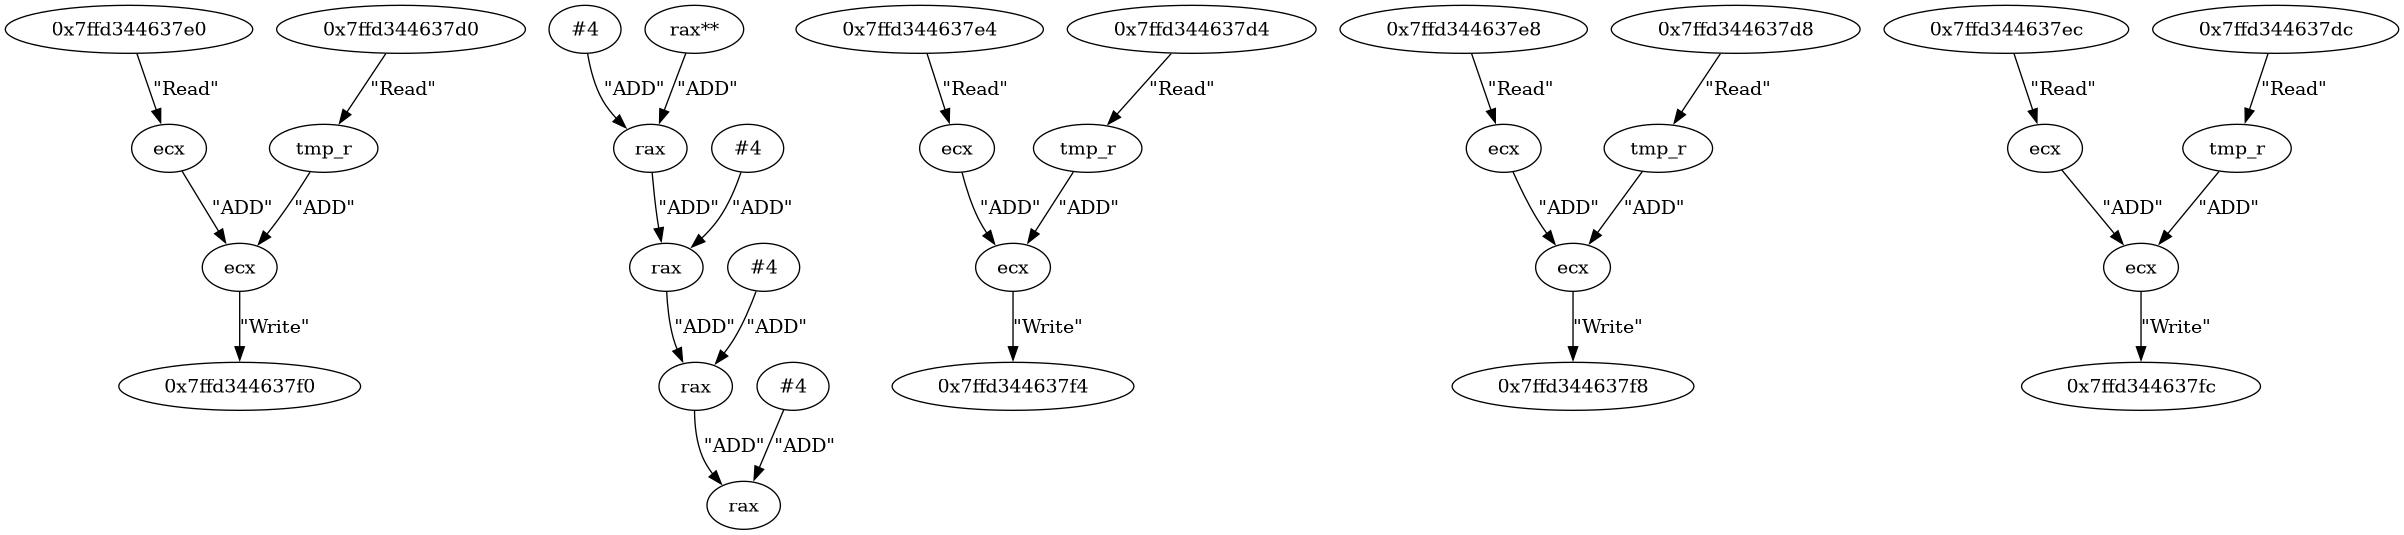 0x7ffd344637e0 0x7ffd344637d0 #4 rax** 0x7ffd344637e4 0x7ffd344637d4 0x7ffd344637e8 0x7ffd344637d8 0x7ffd344637ec 0x7ffd344637dc
"Read" "Read" "ADD" "ADD" "Read" "Read" "Read" "Read" "Read" "Read"
ecx tmp_r rax #4 ecx tmp_r ecx tmp_r ecx tmp_r
"ADD" "ADD" "ADD" "ADD" "ADD" "ADD" "ADD" "ADD" "ADD" "ADD"
ecx rax #4 ecx ecx ecx
"Write" "ADD" "ADD" "Write" "Write" "Write"
0x7ffd344637f0 rax #4 0x7ffd344637f4 0x7ffd344637f8 0x7ffd344637fc
"ADD" "ADD"
rax